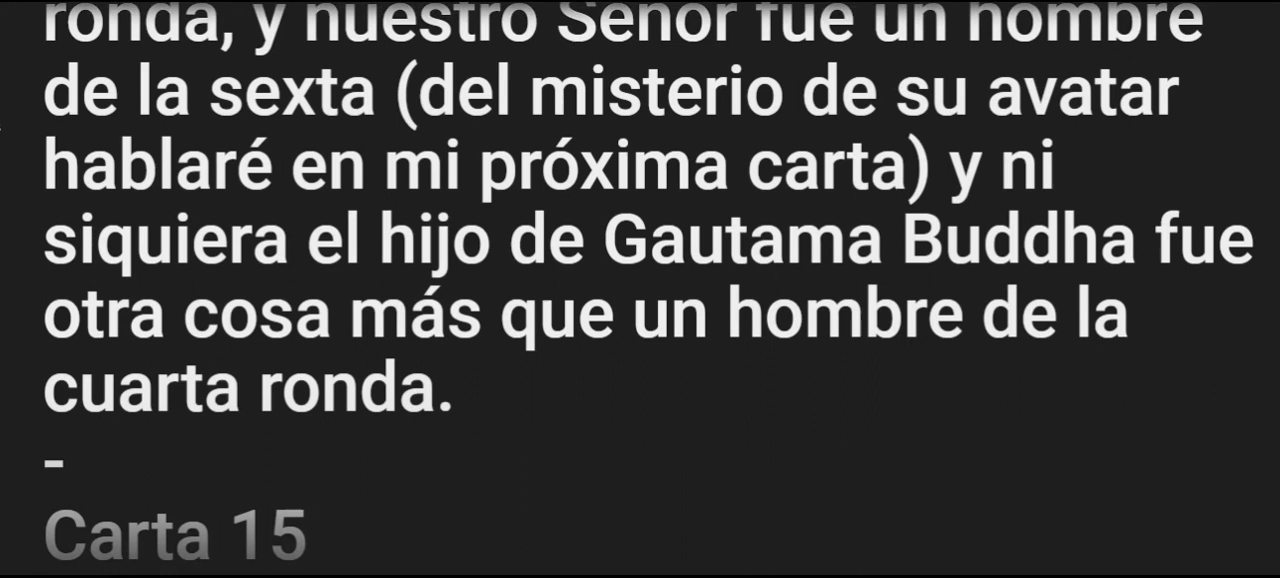 ronda, y nuestro Señor fue un hombre
de la sexta (del misterio de su avatar
hablaré en mi próxima carta) y ni
siquiera el hijo de Gautama Buddha fue
otra cosa más que un hombre de la
cuarta ronda.
-
Carta 15